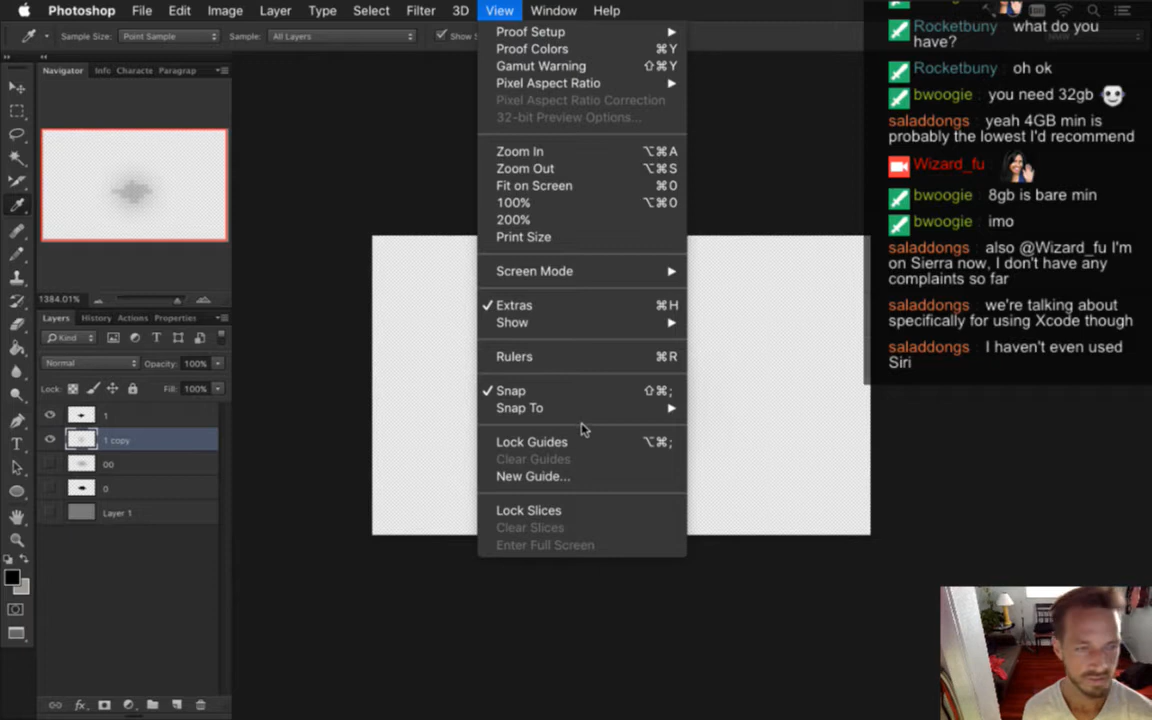 Photoshop File Edit Image Layer Type Select Filter 3D View Window Help
Sample Size: Point Sample Sample: All Layers
Navigator Info Characte Paragrap
1384.01%
Layers History Actions Properties
Kind
Normal Opacity: 100%
Lock: Fill: 100%
1
1 copy
00
0
Layer 1
fx
Proof Setup
Proof Colors ⌘Y
Gamut Warning ⇧⌘Y
Pixel Aspect Ratio
Pixel Aspect Ratio Correction
32-bit Preview Options...
Zoom In ⌥⌘A
Zoom Out ⌥⌘S
Fit on Screen ⌘0
100% ⌥⌘0
200%
Print Size
Screen Mode
Extras ⌘H
Show
Rulers ⌘R
Snap ⇧⌘;
Snap To
Lock Guides ⌥⌘;
Clear Guides
New Guide...
Lock Slices
Clear Slices
Enter Full Screen
Rocketbuny what do you
have?
Rocketbuny oh ok
bwoogie: you need 32gb
saladdongs: yeah 4GB min is
probably the lowest I'd recommend
Wizard_fu
bwoogie: 8gb is bare min
bwoogie: imo
saladdongs: also @Wizard_fu I'm
on Sierra now, I don't have any
complaints so far
saladdongs: we're talking about
specifically for using Xcode though
saladdongs: I haven't even used
Siri